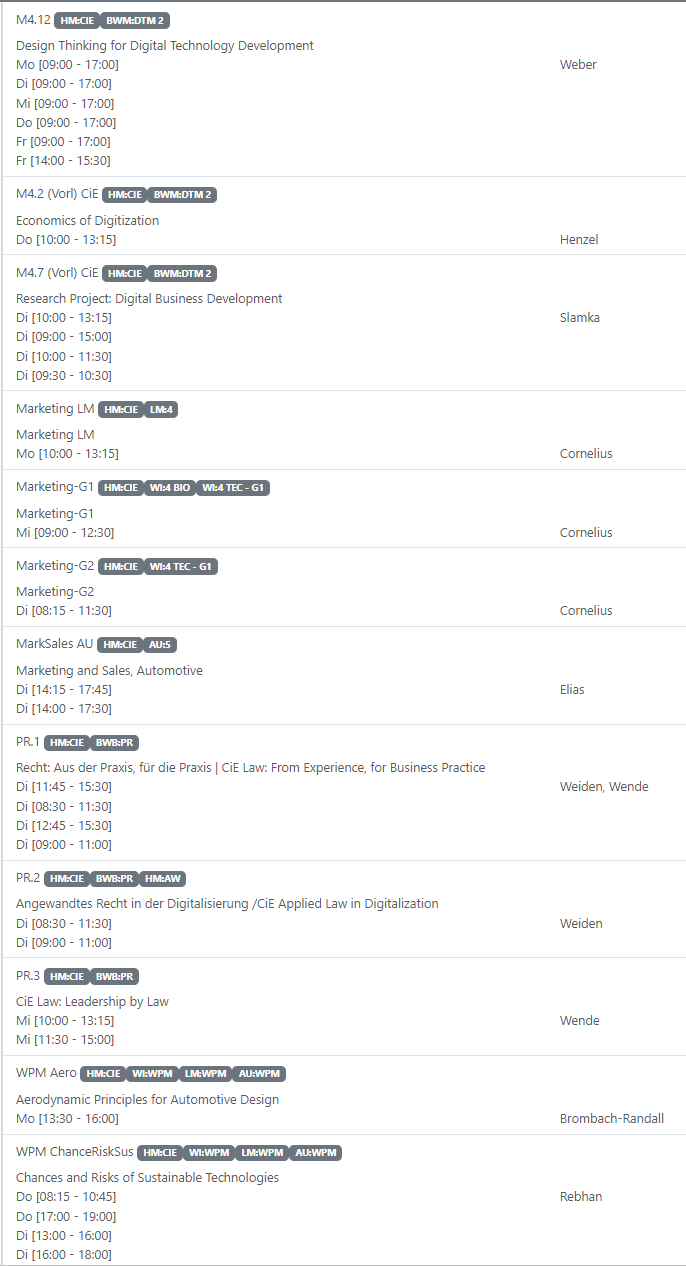 M4.12 HM:CIE BWM:DTM 2
Design Thinking for Digital Technology Development
Mo [09:00 - 17:00] Weber
Di [09:00 - 17:00]
Mi [09:00 - 17:00]
Do [09:00 - 17:00]
Fr [09:00 - 17:00]
Fr [14:00 - 15:30]
M4.2 (Vorl) CiE HM:CIE BWM:DTM 2
Economics of Digitization
Do [10:00 - 13:15] Henzel
M4.7 (Vorl) CiE HM:CIE BWM:DTM 2
Research Project: Digital Business Development
Di [10:00 - 13:15] Slamka
Di [09:00 - 15:00]
Di [10:00 - 11:30]
Di [09:30 - 10:30]
Marketing LM HM:CIE LM:4
Marketing LM
Mo [10:00 - 13:15] Cornelius
Marketing-G1 HM:CIE WI:4 BIO WI:4 TEC - G1
Marketing-G1
Mi [09:00 - 12:30] Cornelius
Marketing-G2 HM:CIE WI:4 TEC - G1
Marketing-G2
Di [08:15 - 11:30] Cornelius
MarkSales AU HM:CIE AU:5
Marketing and Sales, Automotive
Di [14:15 - 17:45] Elias
Di [14:00 - 17:30]
PR.1 HM:CIE BWB:PR
Recht: Aus der Praxis, für die Praxis | CiE Law: From Experience, for Business Practice
Di [11:45 - 15:30] Weiden, Wende
Di [08:30 - 11:30]
Di [12:45 - 15:30]
Di [09:00 - 11:00]
PR.2 HM:CIE BWB:PR HM:AW
Angewandtes Recht in der Digitalisierung /CiE Applied Law in Digitalization
Di [08:30 - 11:30] Weiden
Di [09:00 - 11:00]
PR.3 HM:CIE BWB:PR
CiE Law: Leadership by Law
Mi [10:00 - 13:15] Wende
Mi [11:30 - 15:00]
WPM Aero HM:CIE WI:WPM LM:WPM AU:WPM
Aerodynamic Principles for Automotive Design
Mo [13:30 - 16:00] Brombach-Randall
WPM ChanceRiskSus HM:CIE WI:WPM LM:WPM AU:WPM
Chances and Risks of Sustainable Technologies
Do [08:15 - 10:45] Rebhan
Do [17:00 - 19:00]
Di [13:00 - 16:00]
Di [16:00 - 18:00]